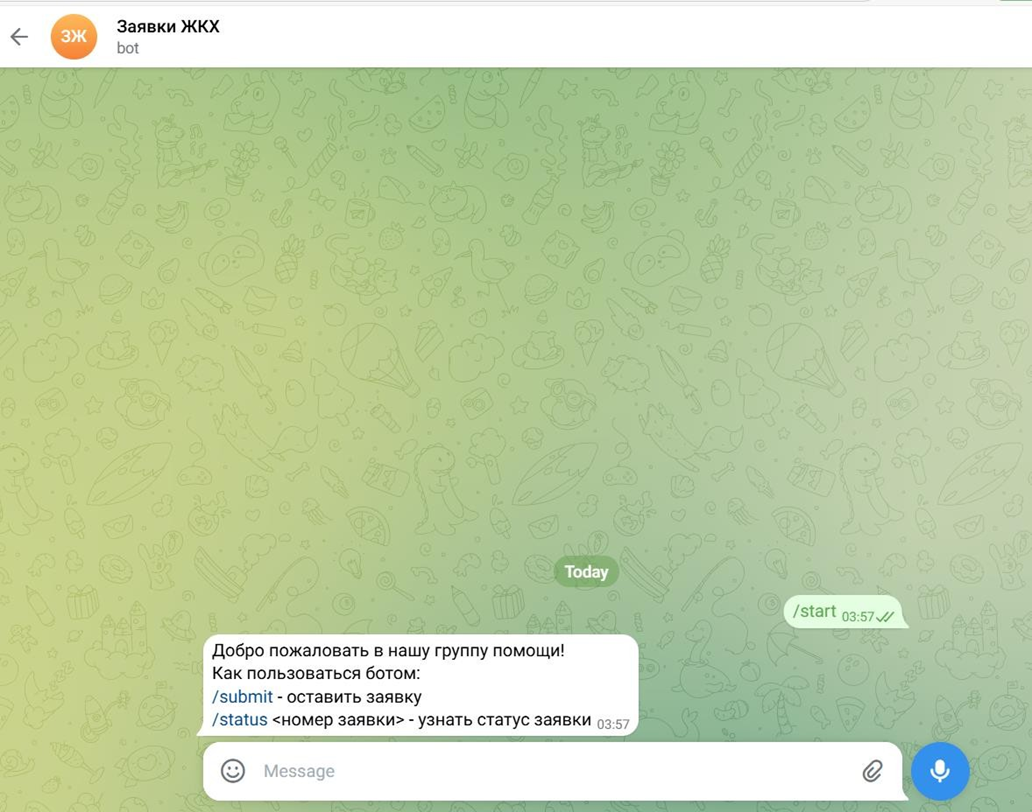 ЗЖ
Заявки ЖКХ
bot
Today
/start 03:57
Добро пожаловать в нашу группу помощи!
Как пользоваться ботом:
/submit - оставить заявку
/status <номер заявки> - узнать статус заявки 03:57
Message